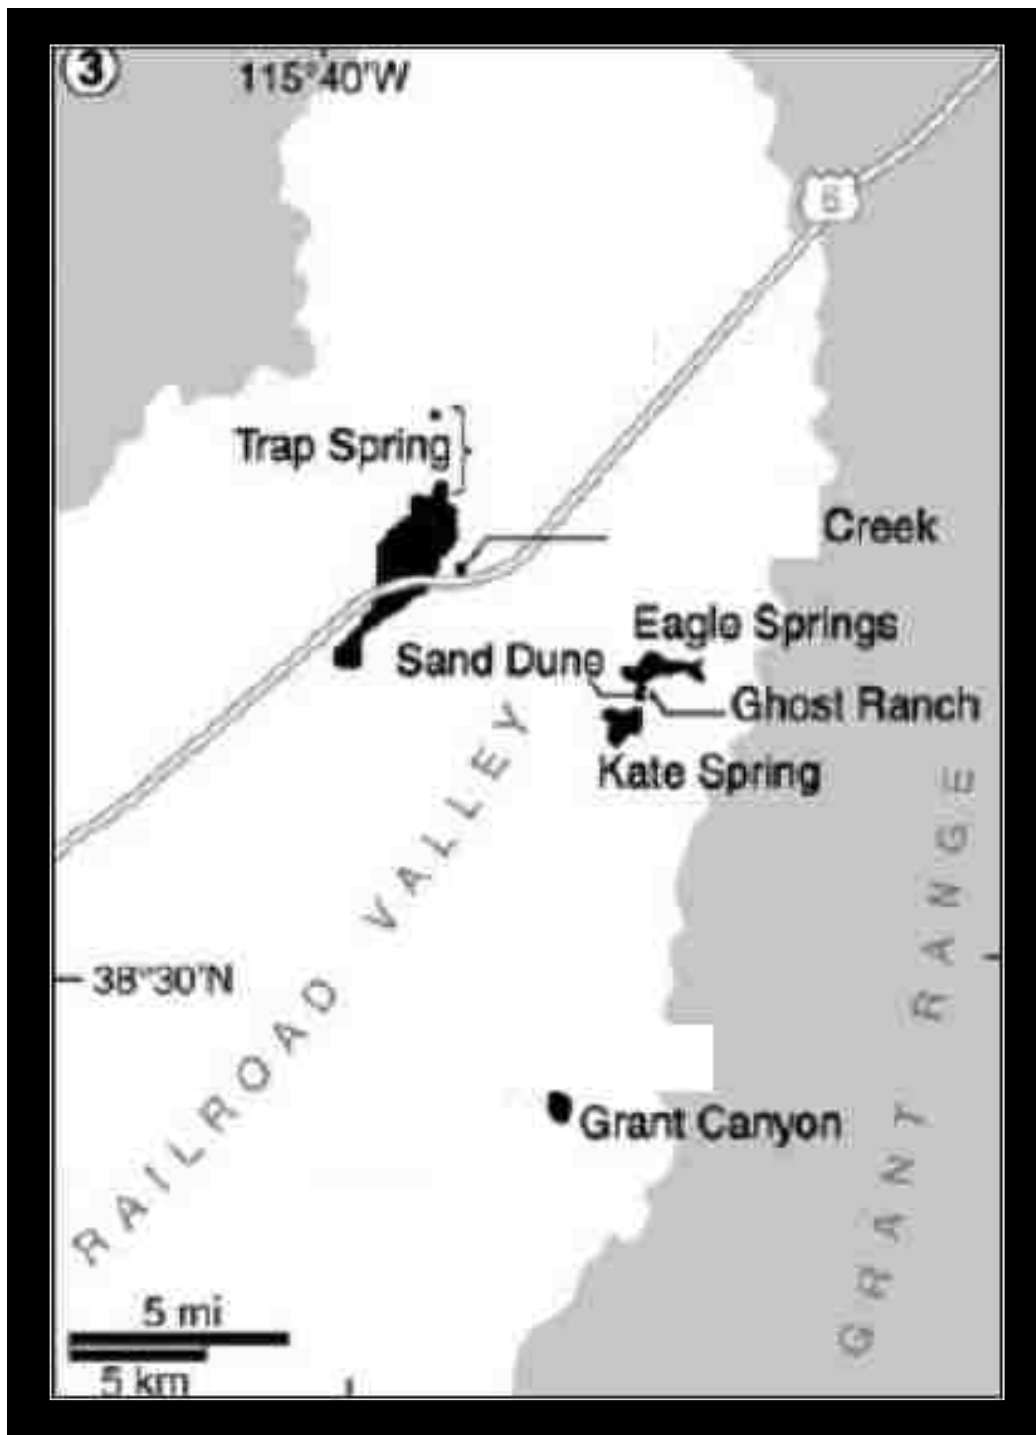 3
115°40'W
6
Trap Spring
Creek
Eagle Springs
Sand Dune
Ghost Ranch
Kate Spring
RAILROAD VALLEY
38°30'N
GRANT RANGE
Grant Canyon
5 mi
5 km